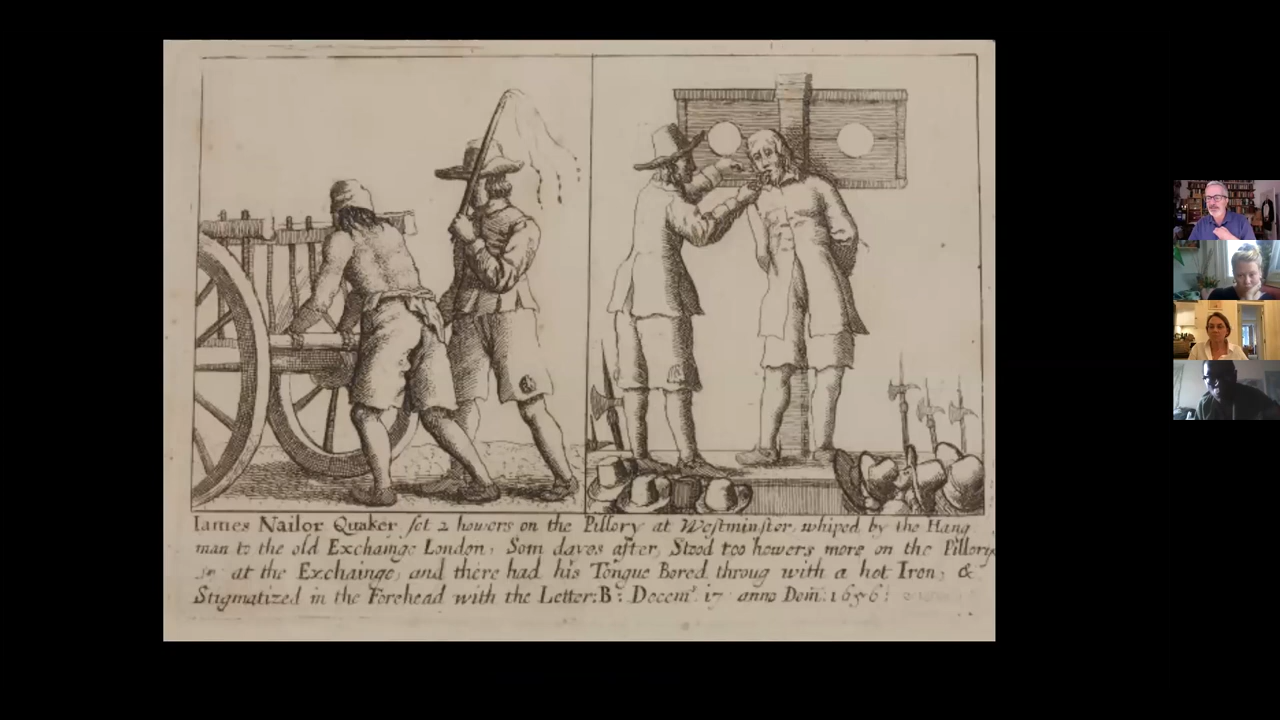 Iames Nailor Quaker set 2 howers on the Pillory at Westminster, whiped by the Hang
man to the old Exchainge London, Som dayes after, Stood too howers more on the Pillory
at the Exchainge, and there had his Tongue Bored throug with a hot Iron, &
Stigmatized in the Forehead with the Letter: B: Decem: 17 anno Dom: 1656: